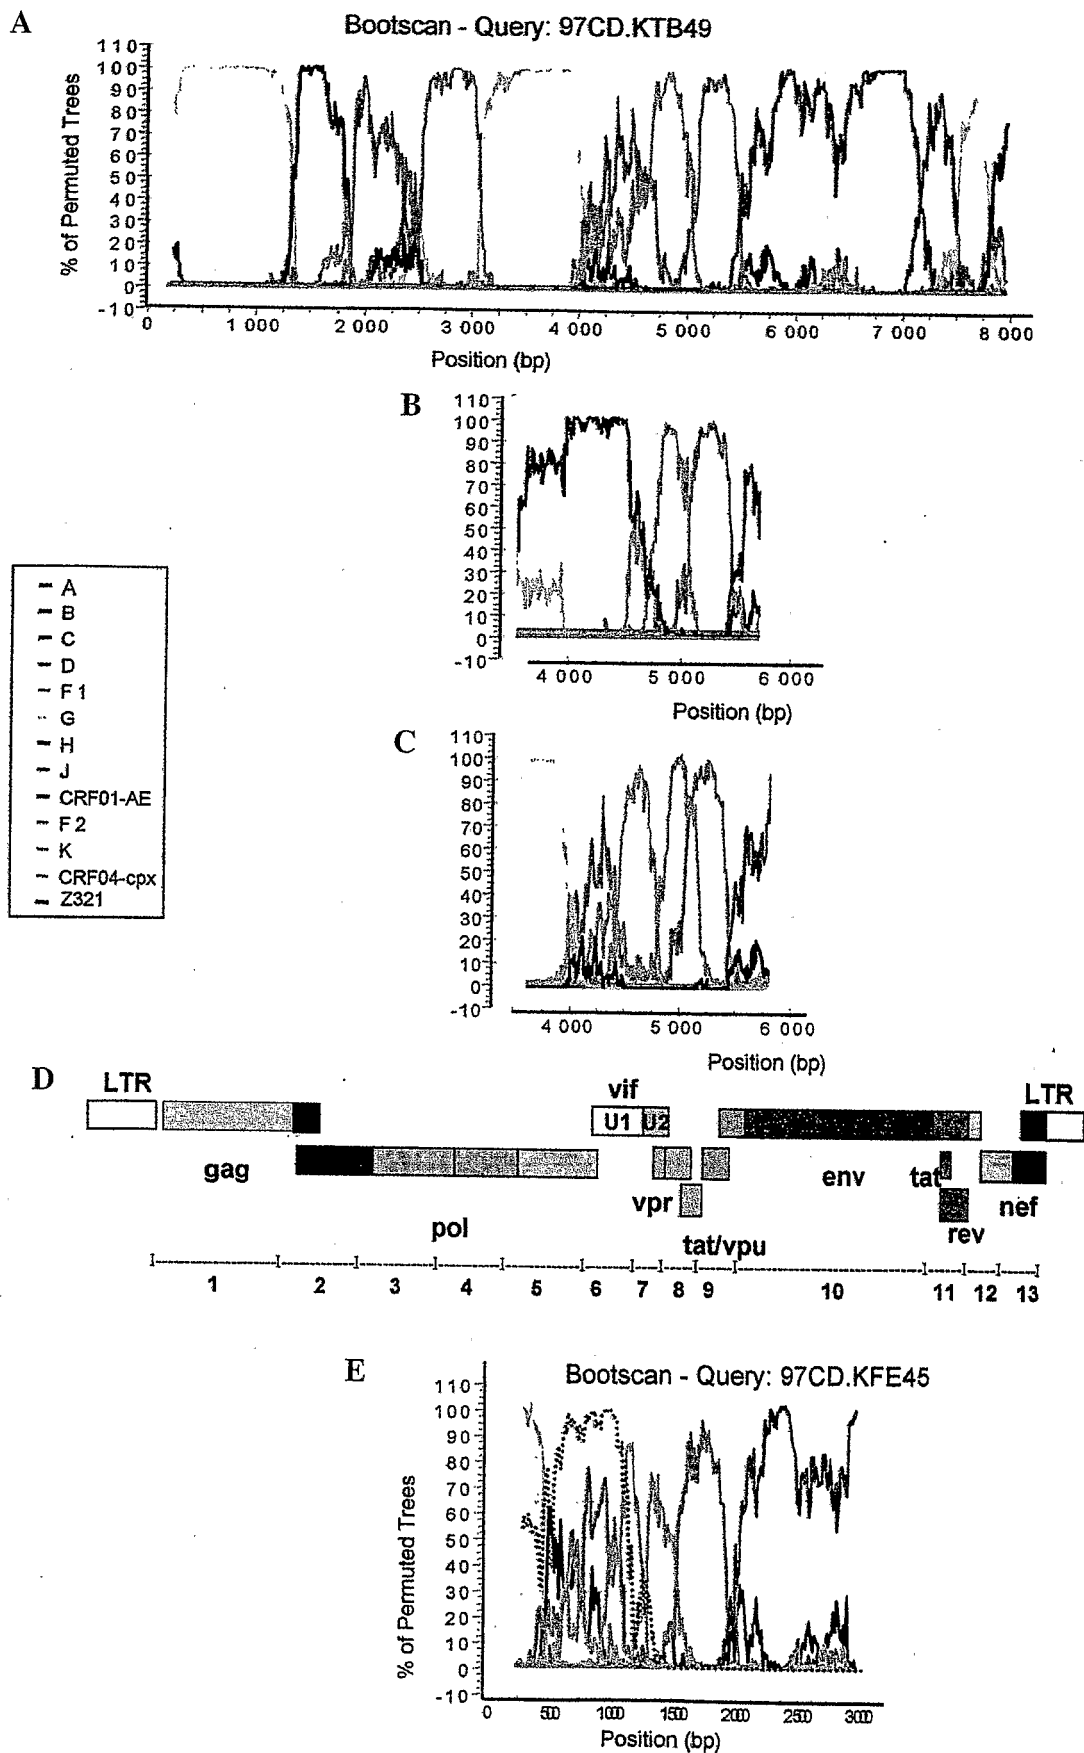 A
Bootscan - Query: 97CD.KTB49
% of Permuted Trees
110
100
90
80
70
60
50
40
30
20
10
0
-10
0 1 000 2 000 3 000 4 000 5 000 6 000 7 000 8 000
Position (bp)
B
110
100
90
80
70
60
50
40
30
20
10
0
-10
4 000 5 000 6 000
Position (bp)
A
B
C
D
F1
G
H
J
CRF01-AE
F2
K
CRF04-cpx
Z321
C
110
100
90
80
70
60
50
40
30
20
10
0
-10
4 000 5 000 6 000
Position (bp)
D
LTR vif LTR
U1 U2
gag env tat
vpr nef
pol rev
tat/vpu
1 2 3 4 5 6 7 8 9 10 11 12 13
E
Bootscan - Query: 97CD.KFE45
% of Permuted Trees
110
100
90
80
70
60
50
40
30
20
10
0
-10
0 500 1000 1500 2000 2500 3000
Position (bp)